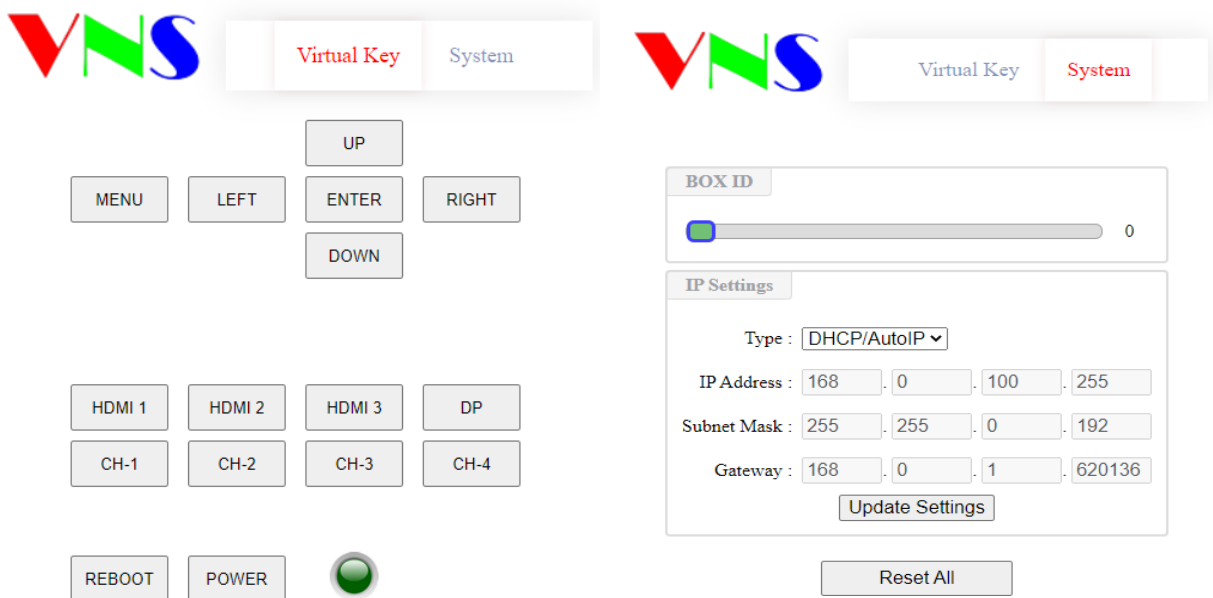 VNS
Virtual Key System
UP
MENU LEFT ENTER RIGHT
DOWN
HDMI 1 HDMI 2 HDMI 3 DP
CH-1 CH-2 CH-3 CH-4
REBOOT POWER
VNS
Virtual Key System
BOX ID
0
IP Settings
Type : DHCP/AutoIP
IP Address : 168 . 0 . 100 . 255
Subnet Mask : 255 . 255 . 0 . 192
Gateway : 168 . 0 . 1 . 620136
Update Settings
Reset All